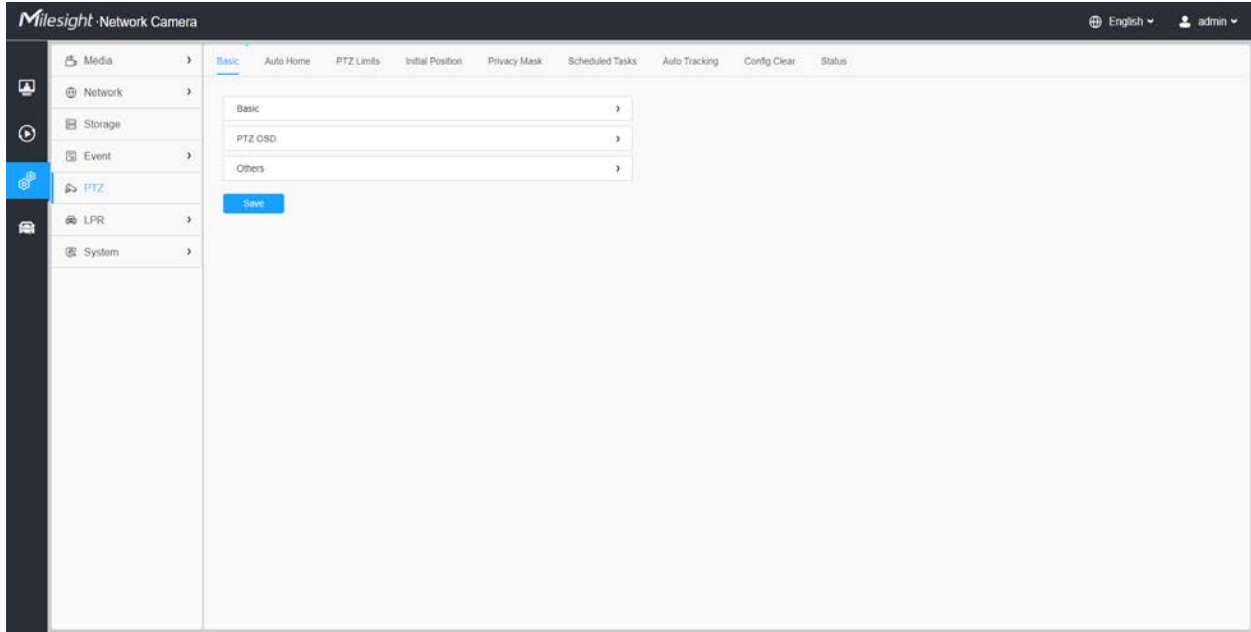 Milesight·Network Camera
English
admin
Media
Network
Storage
Event
PTZ
LPR
System
Basic Auto Home PTZ Limits Initial Position Privacy Mask Scheduled Tasks Auto Tracking Config Clear Status
Basic
PTZ OSD
Others
Save